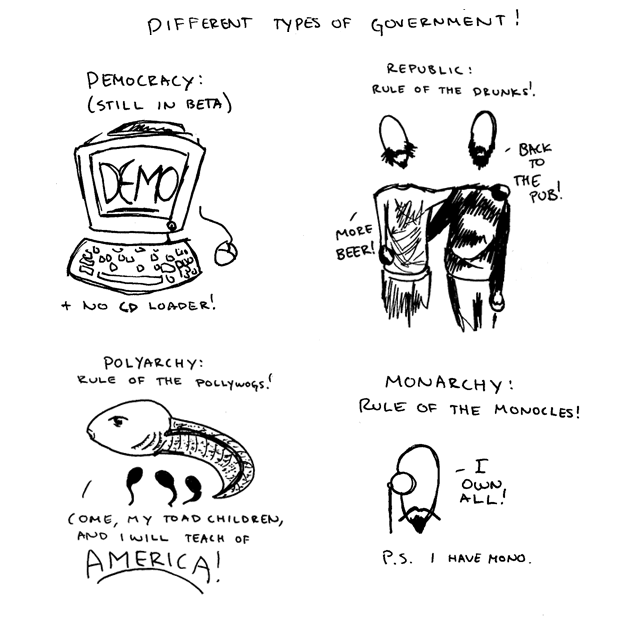 DIFFERENT TYPES OF GOVERNMENT!
DEMOCRACY:
(STILL IN BETA)
DEMO
+ NO CD LOADER!
REPUBLIC:
RULE OF THE DRUNKS!
BACK
TO
THE
PUB!
MORE
BEER!
POLYARCHY:
RULE OF THE POLLYWOGS!
COME, MY TOAD CHILDREN,
AND I WILL TEACH OF
AMERICA!
MONARCHY:
RULE OF THE MONOCLES!
I
OWN
ALL!
P.S. I HAVE MONO.